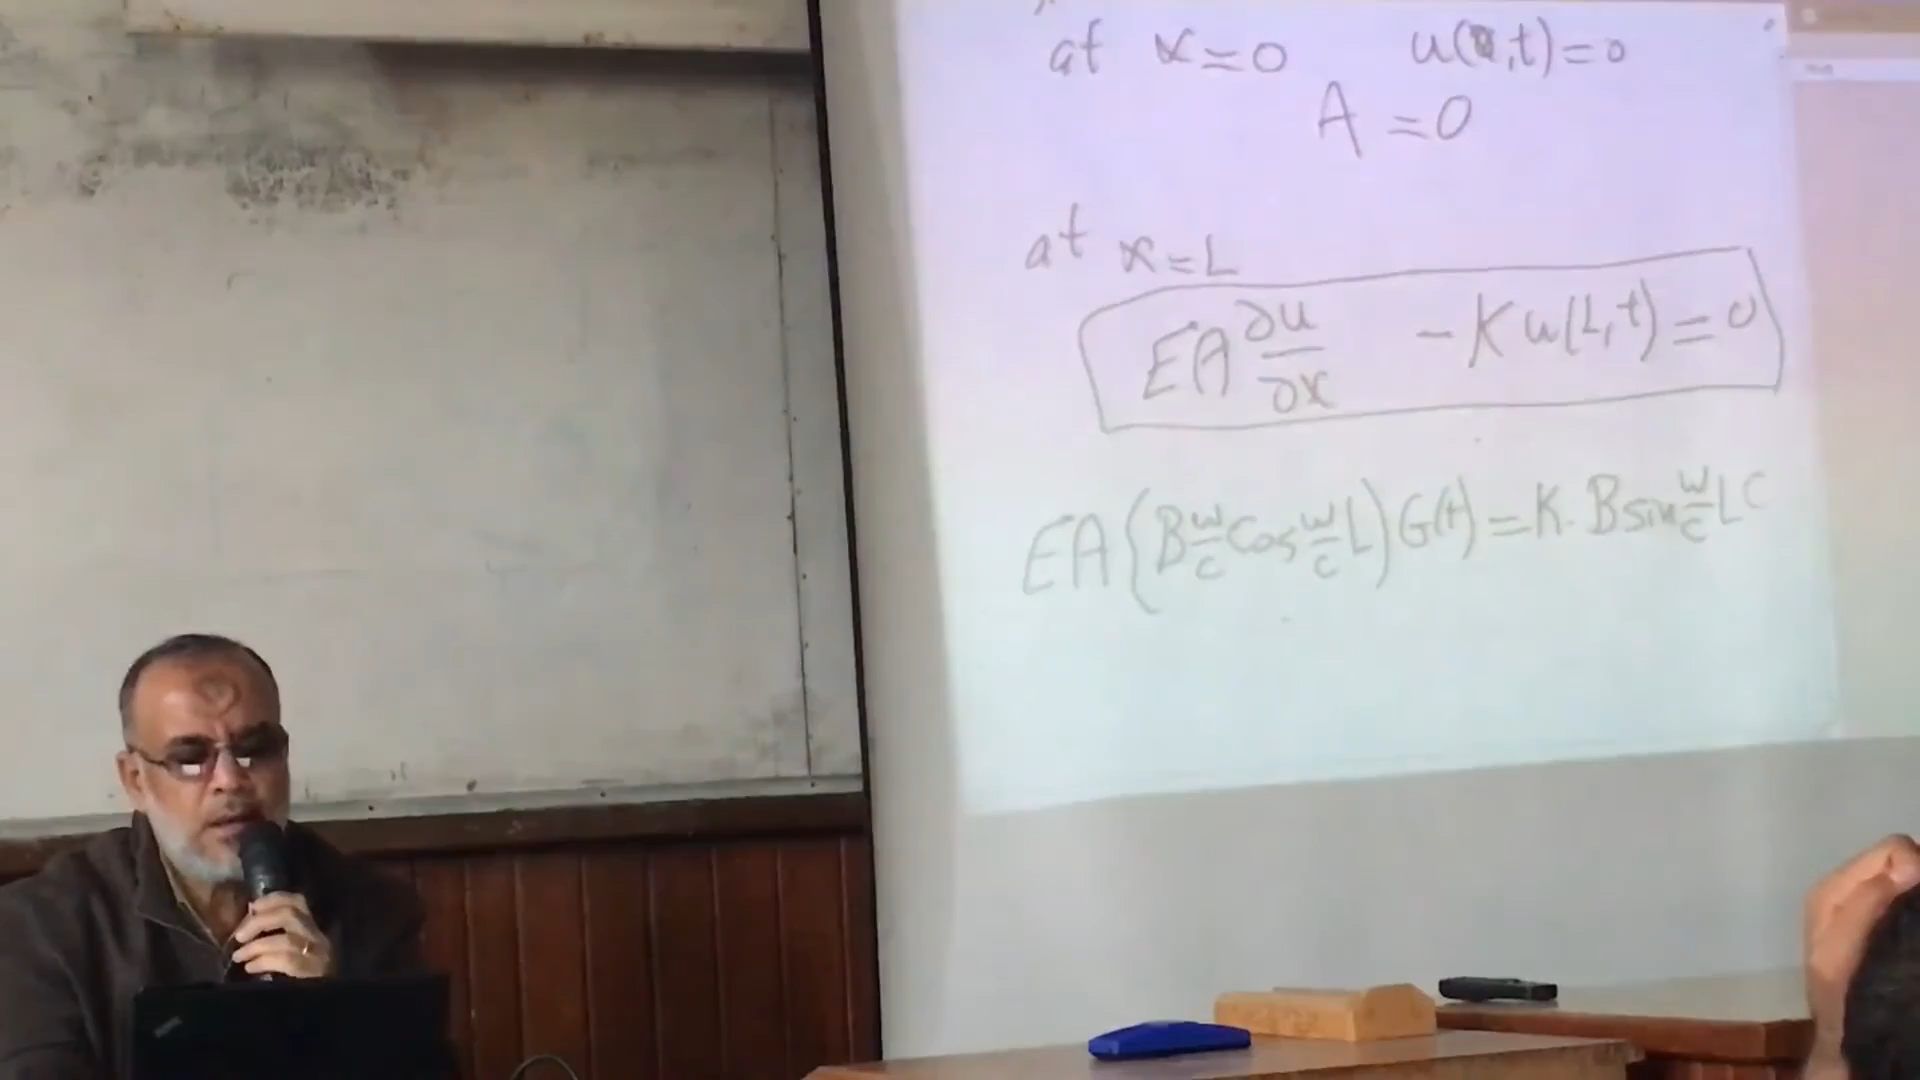 at x=0 u(0,t)=0
A =0
at x=L
EA ∂u/∂x - K u(L,t) = 0
EA {B w/c Cos w/c L} G(t) = K. B sin w/c L C